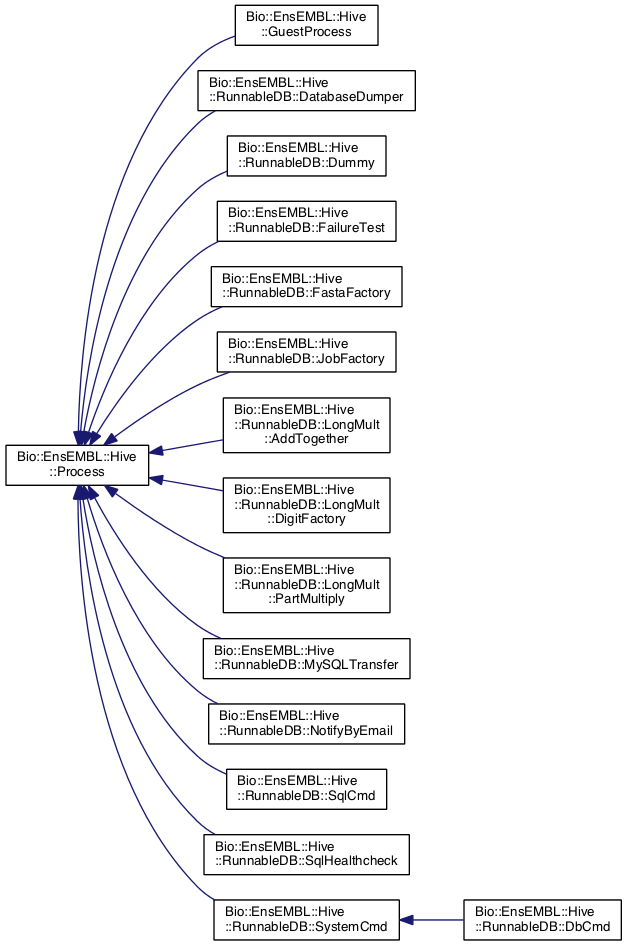 Bio::EnsEMBL::Hive
::GuestProcess
Bio::EnsEMBL::Hive
::RunnableDB::DatabaseDumper
Bio::EnsEMBL::Hive
::RunnableDB::Dummy
Bio::EnsEMBL::Hive
::RunnableDB::FailureTest
Bio::EnsEMBL::Hive
::RunnableDB::FastaFactory
Bio::EnsEMBL::Hive
::RunnableDB::JobFactory
Bio::EnsEMBL::Hive
::RunnableDB::LongMult
::AddTogether
Bio::EnsEMBL::Hive
::Process
Bio::EnsEMBL::Hive
::RunnableDB::LongMult
::DigitFactory
Bio::EnsEMBL::Hive
::RunnableDB::LongMult
::PartMultiply
Bio::EnsEMBL::Hive
::RunnableDB::MySQLTransfer
Bio::EnsEMBL::Hive
::RunnableDB::NotifyByEmail
Bio::EnsEMBL::Hive
::RunnableDB::SqlCmd
Bio::EnsEMBL::Hive
::RunnableDB::SqlHealthcheck
Bio::EnsEMBL::Hive
::RunnableDB::SystemCmd
Bio::EnsEMBL::Hive
::RunnableDB::DbCmd